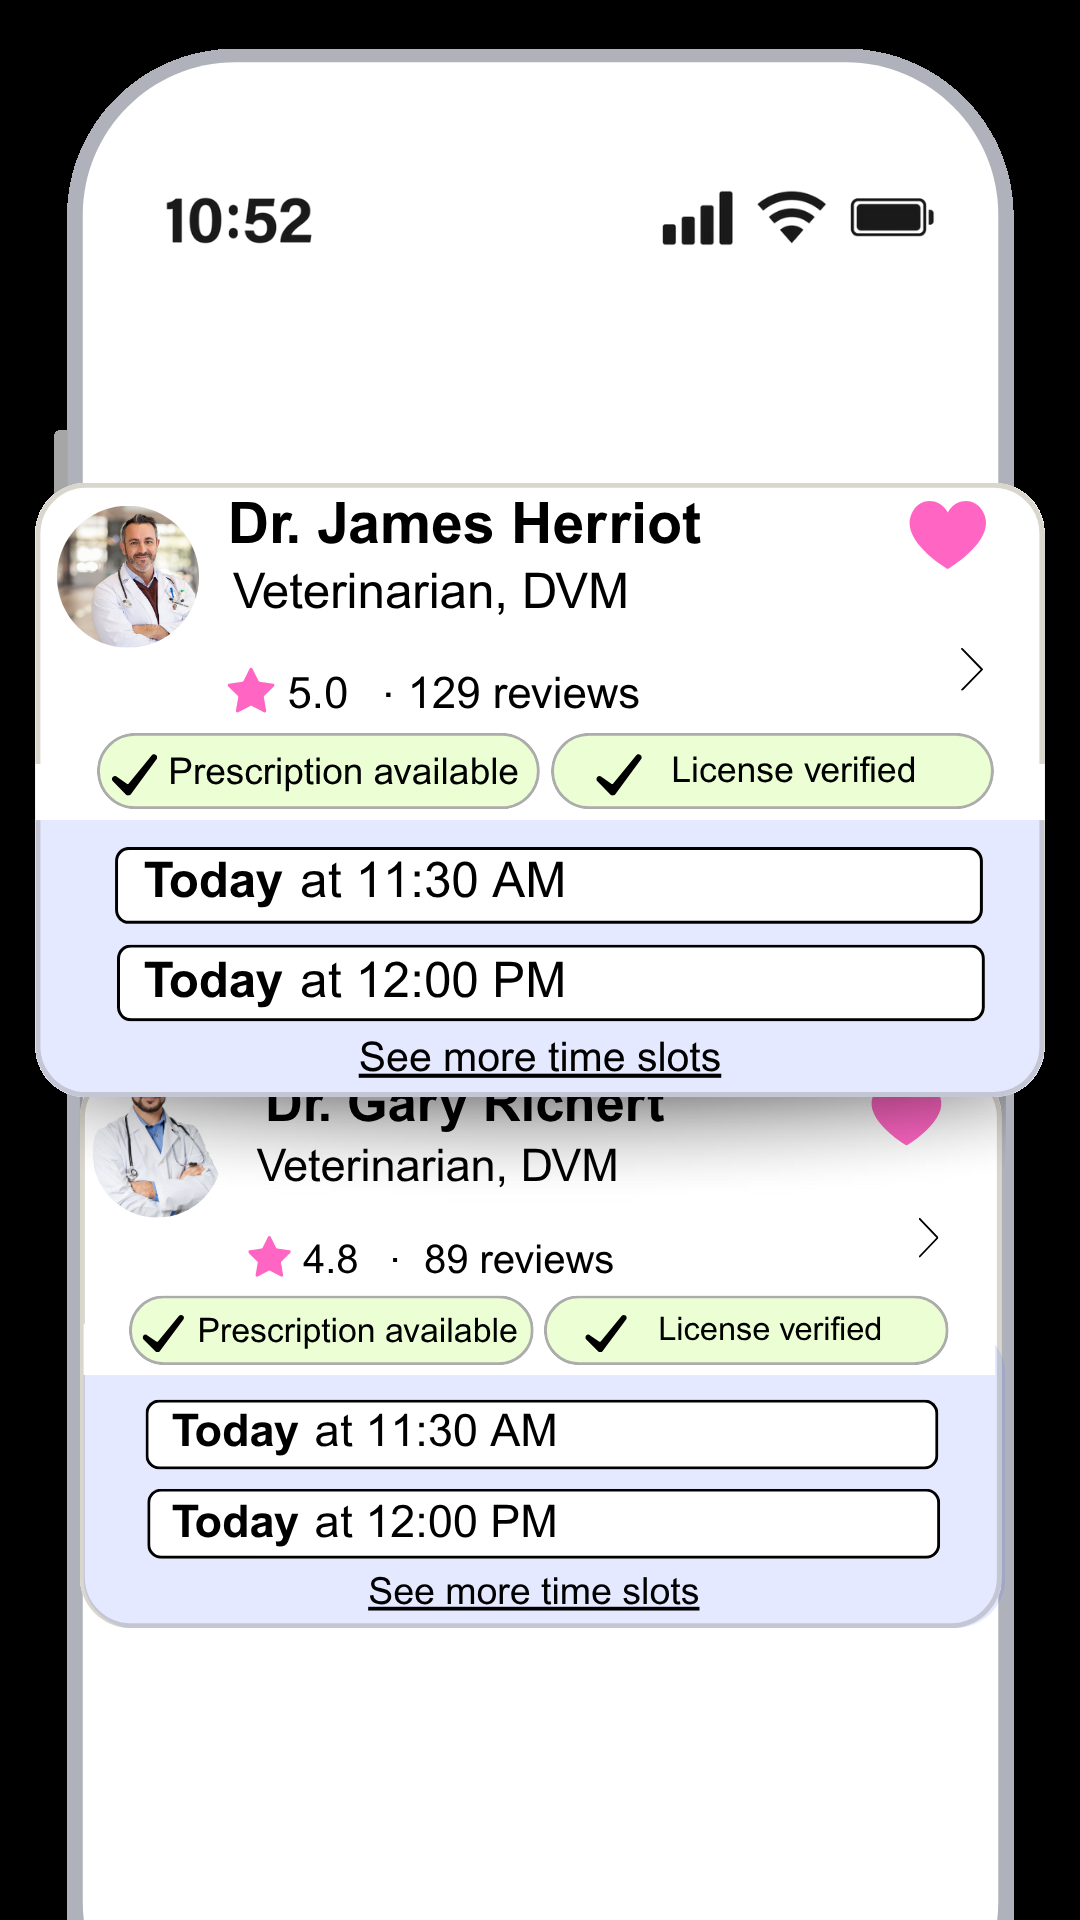 10:52
Dr. James Herriot
Veterinarian, DVM
5.0 · 129 reviews
Prescription available
License verified
Today at 11:30 AM
Today at 12:00 PM
See more time slots
Dr. Gary Richert
Veterinarian, DVM
4.8 · 89 reviews
Prescription available
License verified
Today at 11:30 AM
Today at 12:00 PM
See more time slots